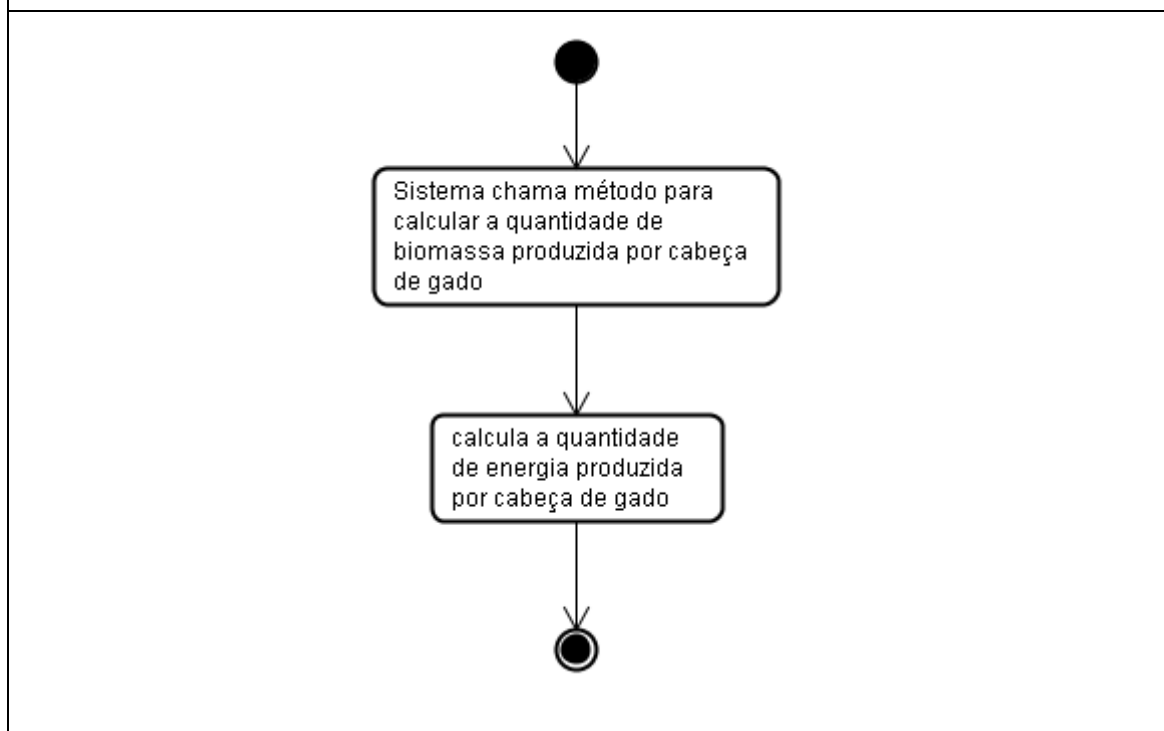 Sistema chama método para
calcular a quantidade de
biomassa produzida por cabeça
de gado
calcula a quantidade
de energia produzida
por cabeça de gado